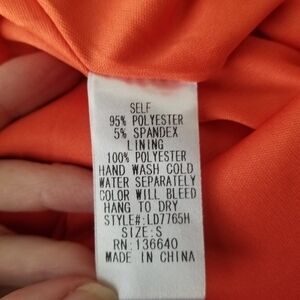 SELF
95% POLYESTER
5% SPANDEX
LINING
100% POLYESTER
HAND WASH COLD
WATER SEPARATELY
COLOR WILL BLEED
HANG TO DRY
STYLE#: LD7765H
SIZE: S
RN: 136640
MADE IN CHINA